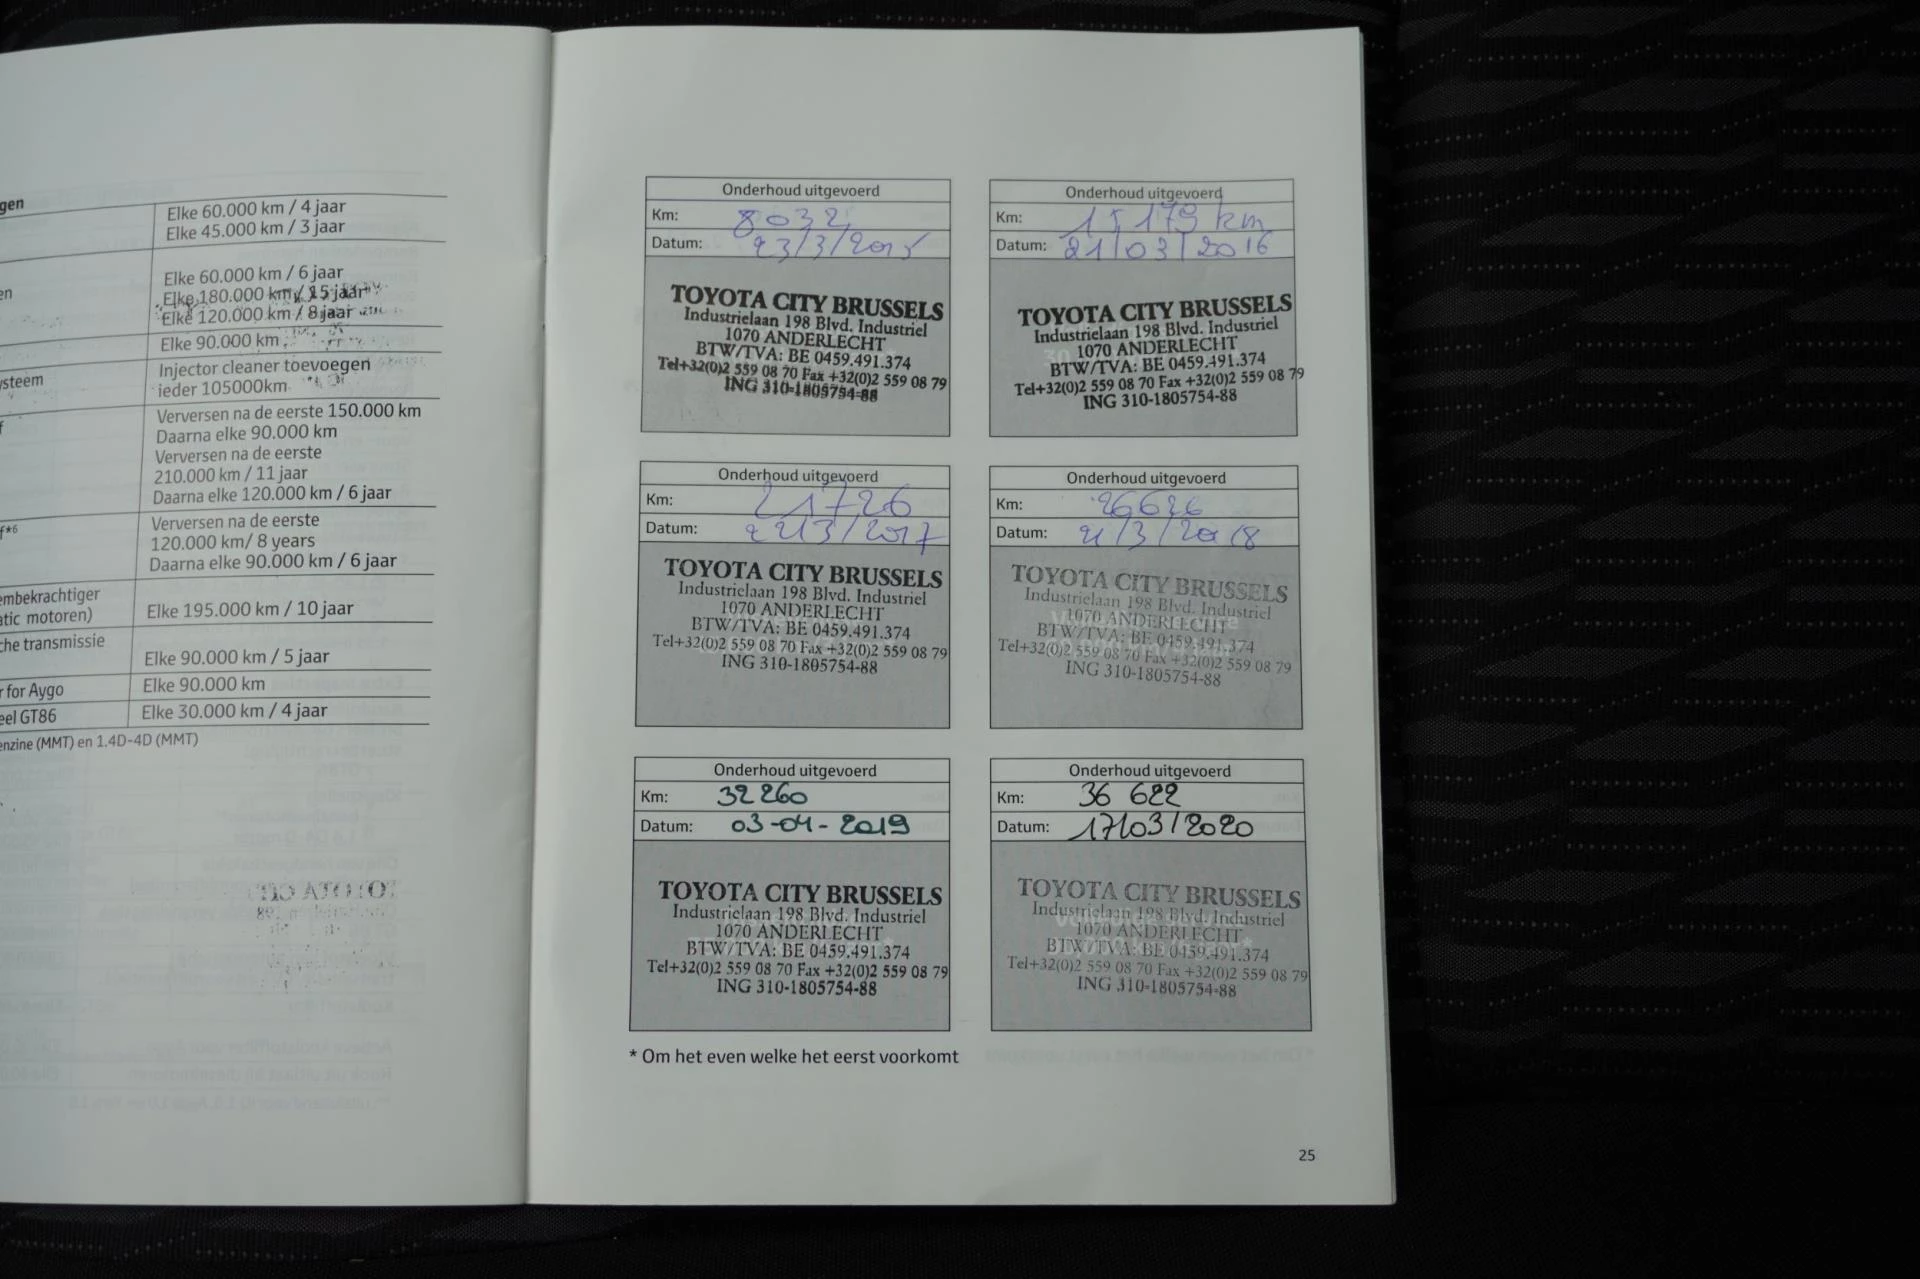 gen
Elke 60.000 km / 4 jaar
Elke 45.000 km / 3 jaar
Elke 60.000 km / 6 jaar
en
Elke 180.000 km / 15 jaar*
Elke 120.000 km / 8 jaar
Elke 90.000 km
ysteem
Injector cleaner toevoegen
ieder 105000km
f
Verversen na de eerste 150.000 km
Daarna elke 90.000 km
Verversen na de eerste
210.000 km / 11 jaar
Daarna elke 120.000 km / 6 jaar
f*6
Verversen na de eerste
120.000 km/ 8 years
Daarna elke 90.000 km / 6 jaar
embekrachtiger
atic motoren)
Elke 195.000 km / 10 jaar
che transmissie
Elke 90.000 km / 5 jaar
r for Aygo
Elke 90.000 km
eel GT86
Elke 30.000 km / 4 jaar
enzine (MMT) en 1.4D-4D (MMT)
Onderhoud uitgevoerd
Km: 8032
Datum: 23/3/2015
TOYOTA CITY BRUSSELS
Industrielaan 198 Blvd. Industriel
1070 ANDERLECHT
BTW/TVA: BE 0459.491.374
Tel+32(0)2 559 08 70 Fax +32(0)2 559 08 79
ING 310-1805754-88
Onderhoud uitgevoerd
Km: 15179 km
Datum: 21/03/2016
TOYOTA CITY BRUSSELS
Industrielaan 198 Blvd. Industriel
1070 ANDERLECHT
BTW/TVA: BE 0459.491.374
Tel+32(0)2 559 08 70 Fax +32(0)2 559 08 79
ING 310-1805754-88
Onderhoud uitgevoerd
Km: 21726
Datum: 22/3/2017
TOYOTA CITY BRUSSELS
Industrielaan 198 Blvd. Industriel
1070 ANDERLECHT
BTW/TVA: BE 0459.491.374
Tel+32(0)2 559 08 70 Fax +32(0)2 559 08 79
ING 310-1805754-88
Onderhoud uitgevoerd
Km: 26626
Datum: 21/3/2018
TOYOTA CITY BRUSSELS
Industrielaan 198 Blvd. Industriel
1070 ANDERLECHT
BTW/TVA: BE 0459.491.374
Tel+32(0)2 559 08 70 Fax +32(0)2 559 08 79
ING 310-1805754-88
Onderhoud uitgevoerd
Km: 32260
Datum: 03-04-2019
TOYOTA CITY BRUSSELS
Industrielaan 198 Blvd. Industriel
1070 ANDERLECHT
BTW/TVA: BE 0459.491.374
Tel+32(0)2 559 08 70 Fax +32(0)2 559 08 79
ING 310-1805754-88
Onderhoud uitgevoerd
Km: 36 622
Datum: 17/03/2020
TOYOTA CITY BRUSSELS
Industrielaan 198 Blvd. Industriel
1070 ANDERLECHT
BTW/TVA: BE 0459.491.374
Tel+32(0)2 559 08 70 Fax +32(0)2 559 08 79
ING 310-1805754-88
* Om het even welke het eerst voorkomt
25